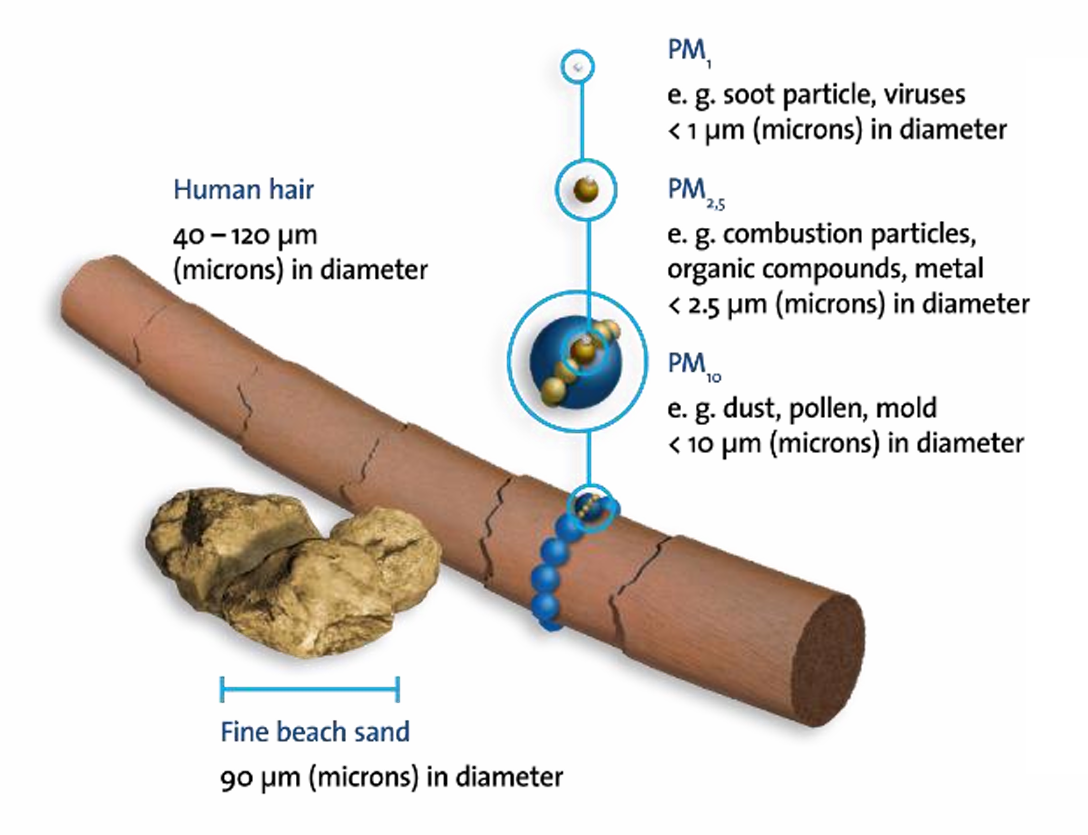 PM₁
e. g. soot particle, viruses
< 1 µm (microns) in diameter
Human hair
40 – 120 µm
(microns) in diameter
PM₂,₅
e. g. combustion particles,
organic compounds, metal
< 2.5 µm (microns) in diameter
PM₁₀
e. g. dust, pollen, mold
< 10 µm (microns) in diameter
Fine beach sand
90 µm (microns) in diameter